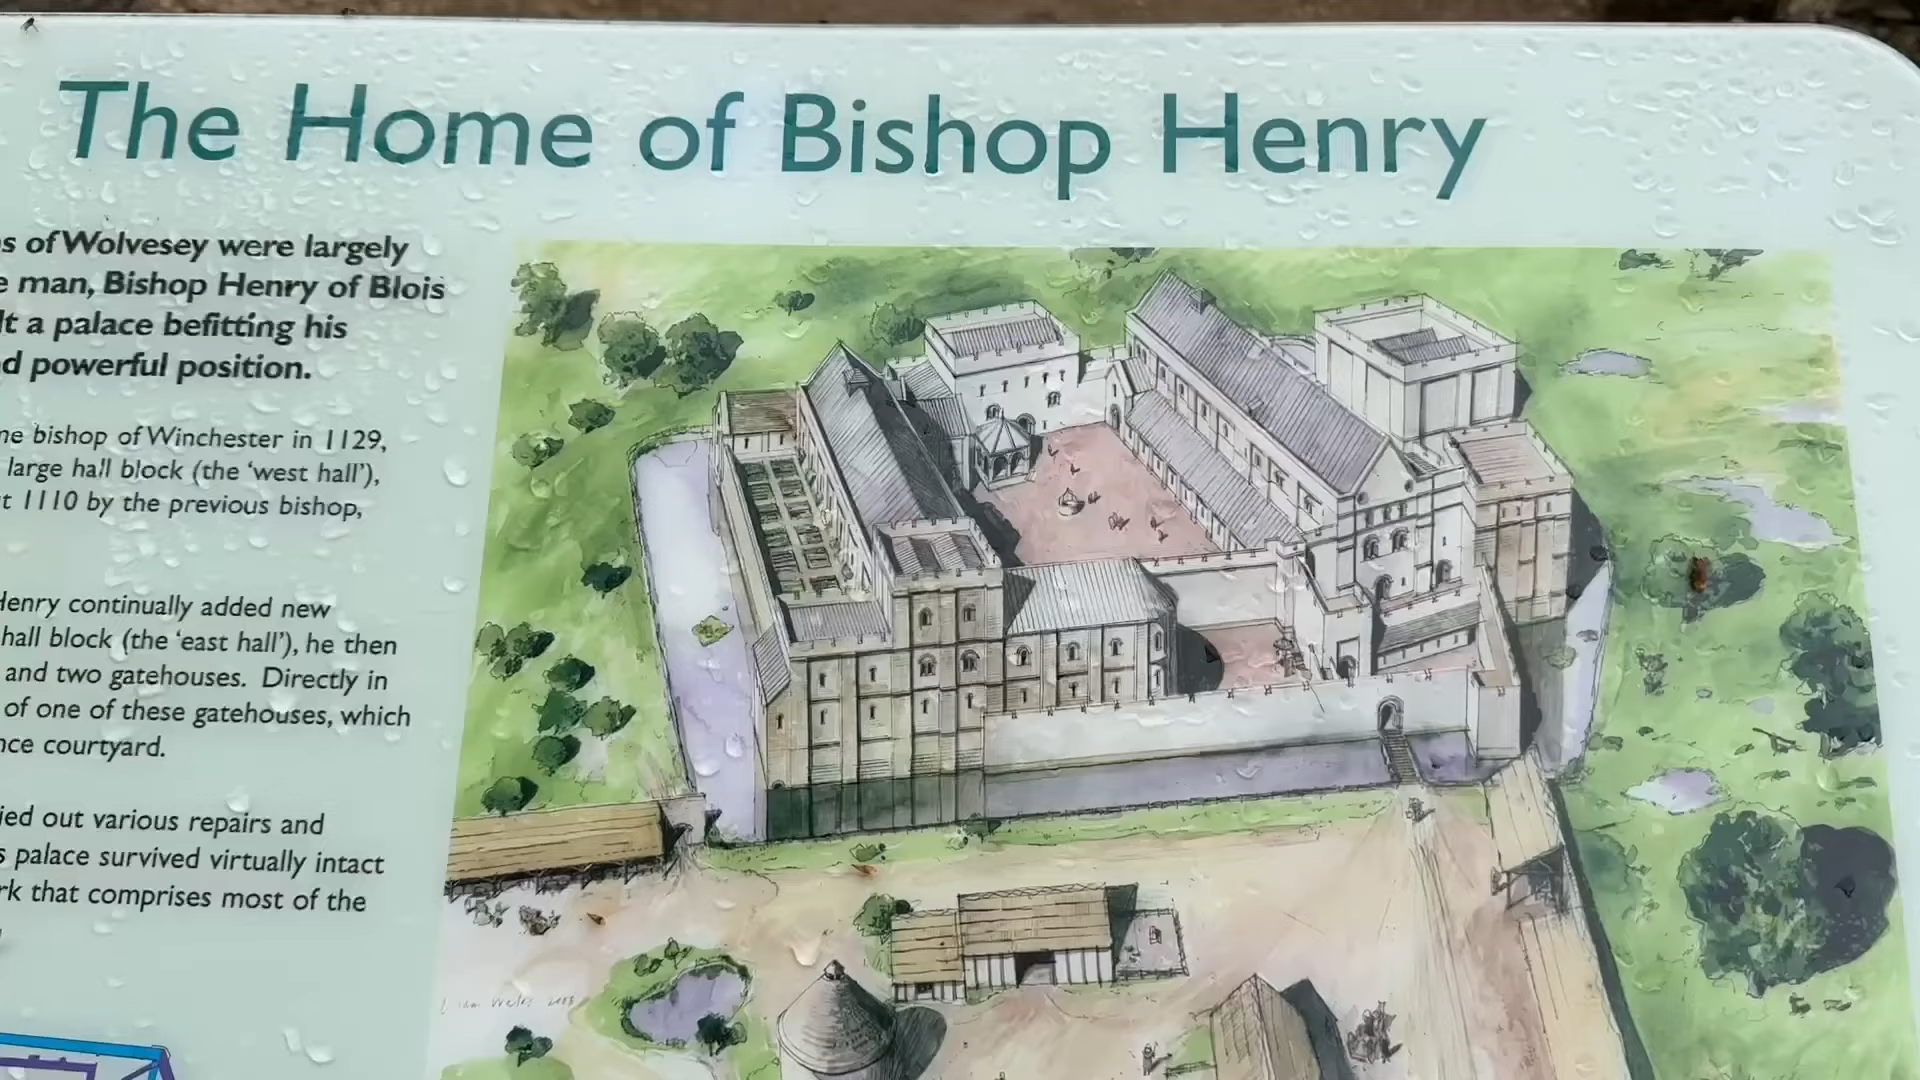 The Home of Bishop Henry
s of Wolvesey were largely
e man, Bishop Henry of Blois
lt a palace befitting his
d powerful position.
me bishop of Winchester in 1129,
large hall block (the ‘west hall’),
t 1110 by the previous bishop,
Henry continually added new
hall block (the ‘east hall’), he then
and two gatehouses. Directly in
of one of these gatehouses, which
nce courtyard.
ied out various repairs and
s palace survived virtually intact
rk that comprises most of the